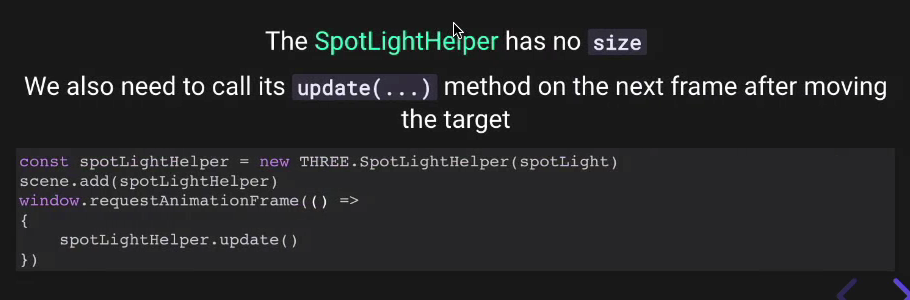 The SpotLightHelper has no size
We also need to call its update(...) method on the next frame after moving
the target
const spotLightHelper = new THREE.SpotLightHelper(spotLight)
scene.add(spotLightHelper)
window.requestAnimationFrame(() =>
{
    spotLightHelper.update()
})